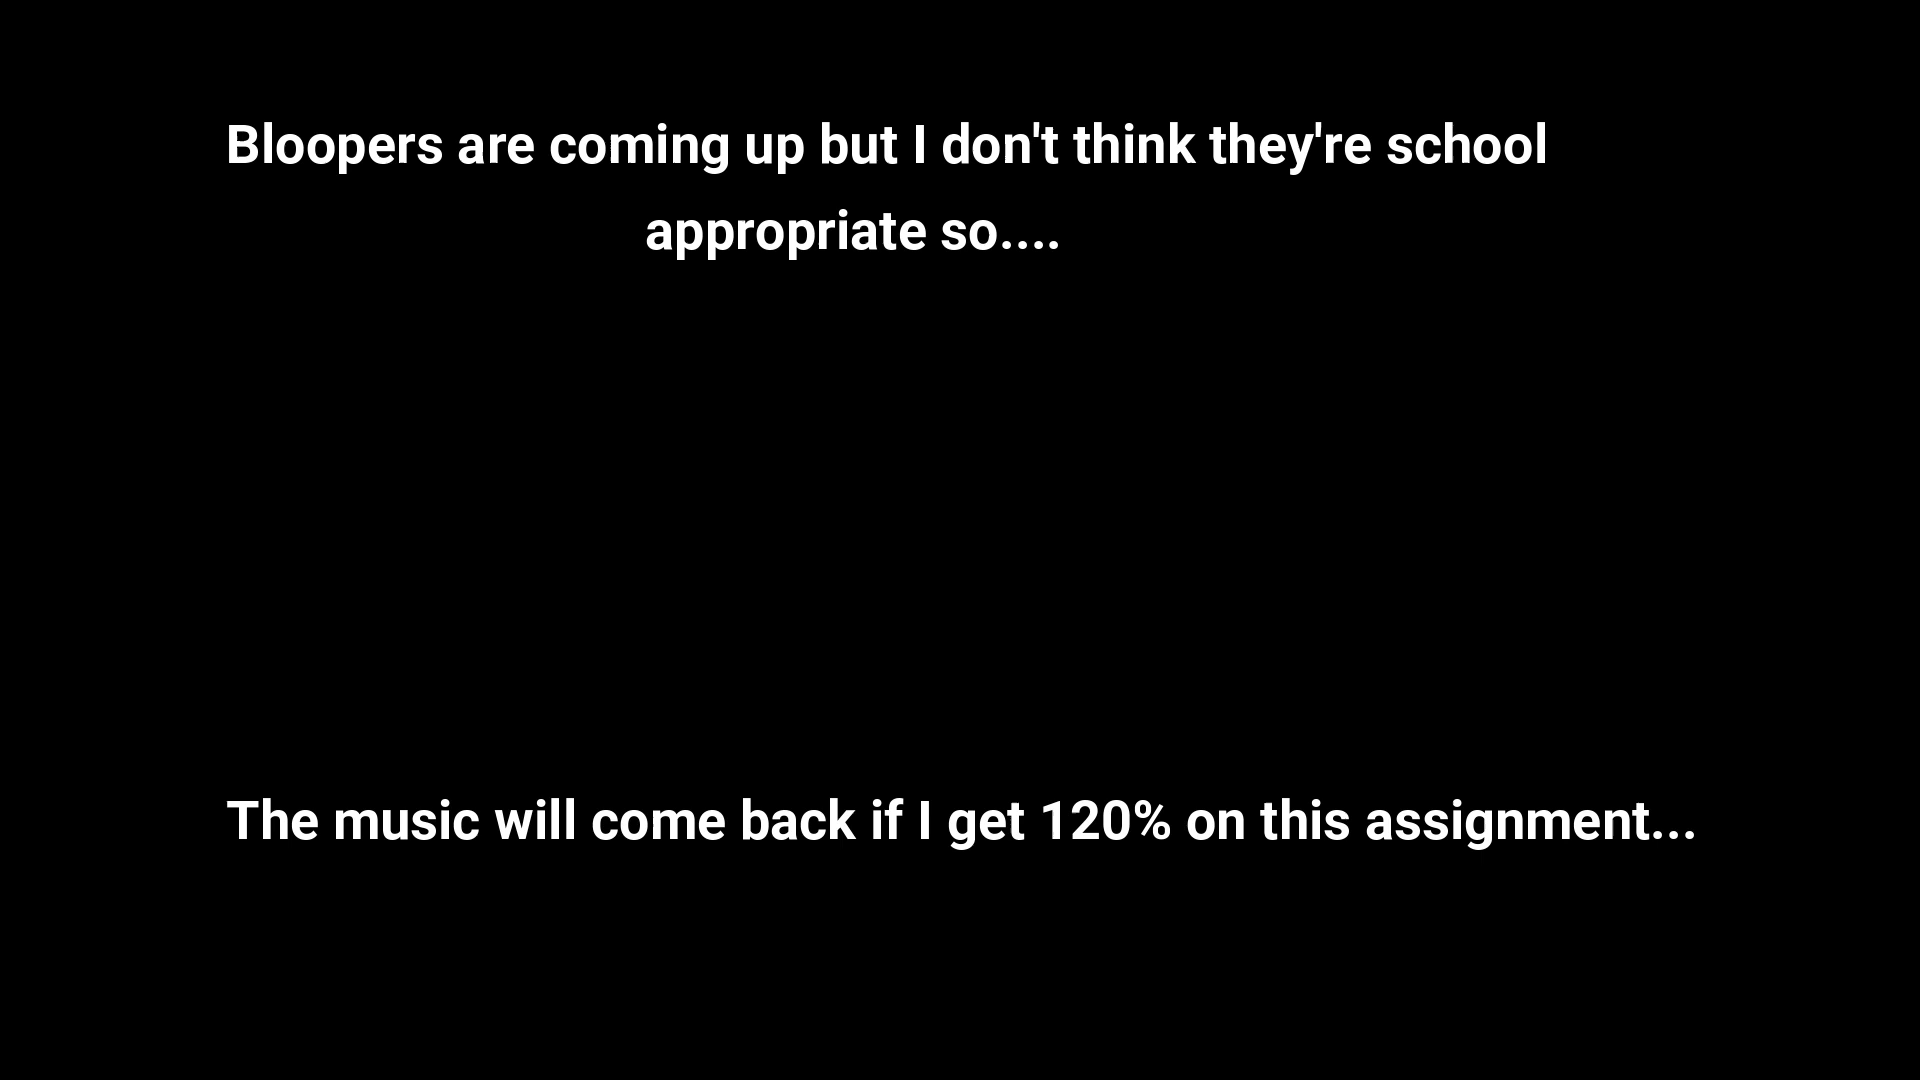 Bloopers are coming up but I don't think they're school
appropriate so....
The music will come back if I get 120% on this assignment...